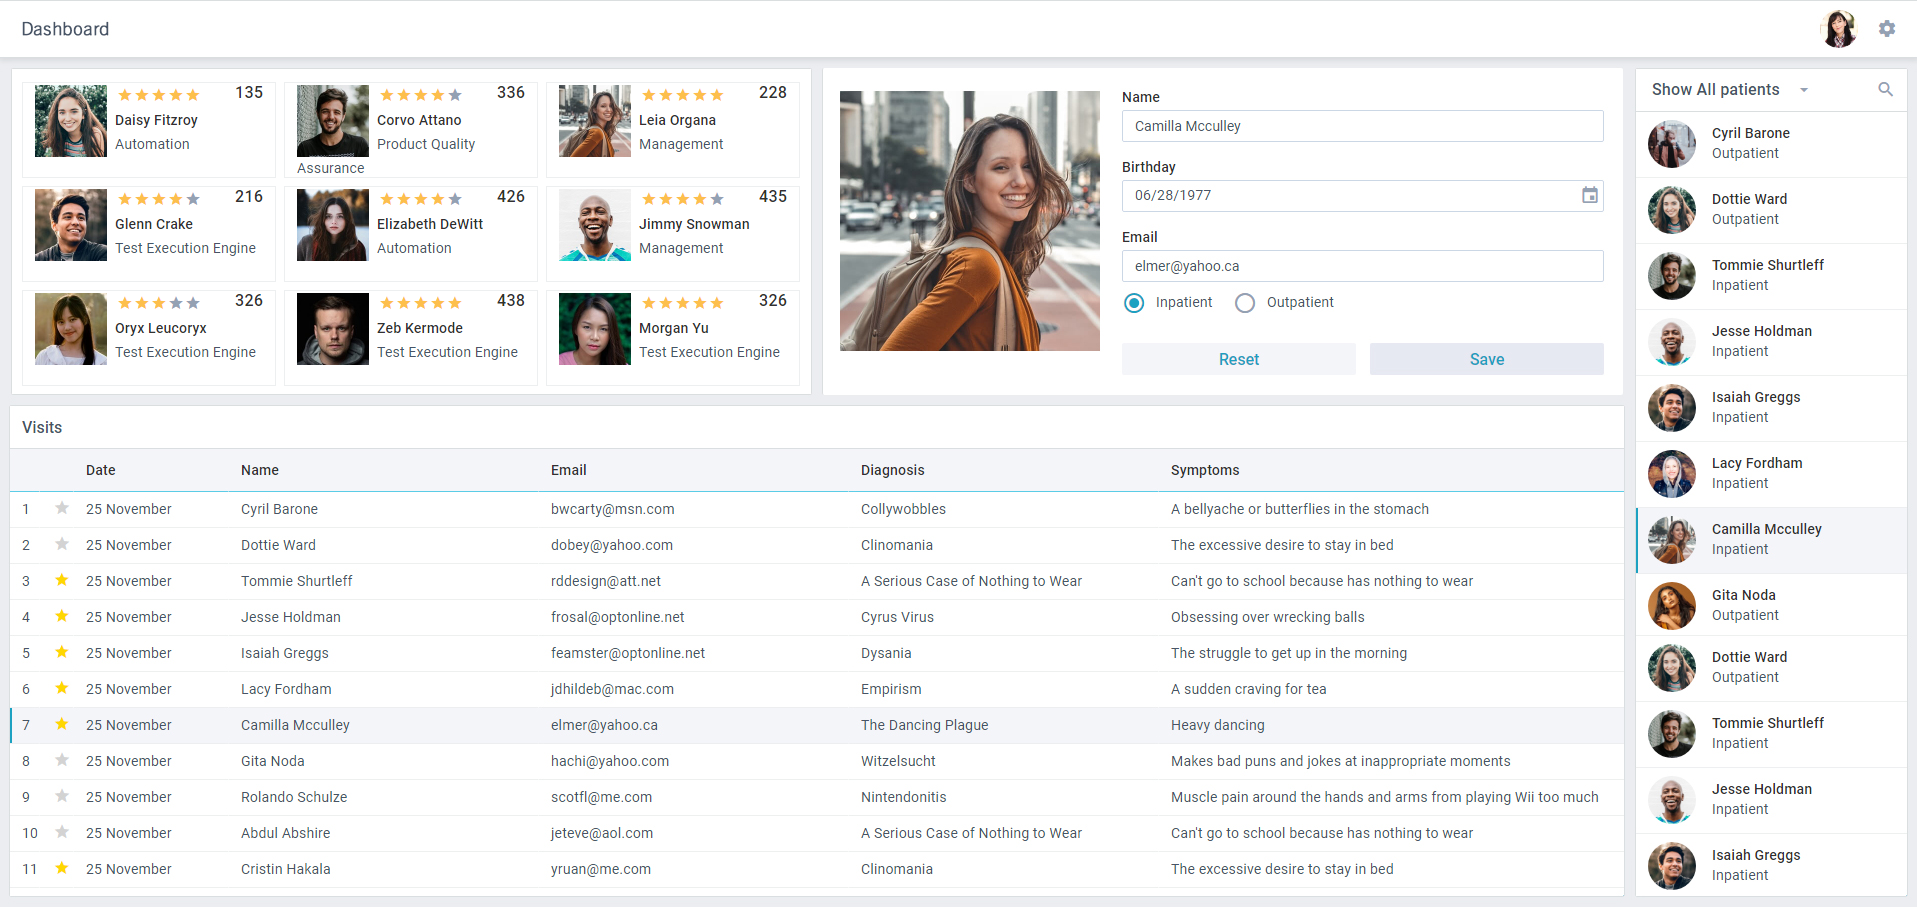 Dashboard
135
Daisy Fitzroy
Automation
336
Corvo Attano
Product Quality
Assurance
228
Leia Organa
Management
216
Glenn Crake
Test Execution Engine
426
Elizabeth DeWitt
Automation
435
Jimmy Snowman
Management
326
Oryx Leucoryx
Test Execution Engine
438
Zeb Kermode
Test Execution Engine
326
Morgan Yu
Test Execution Engine
Name
Camilla Mcculley
Birthday
06/28/1977
Email
elmer@yahoo.ca
Inpatient Outpatient
Reset Save
Visits
Date Name Email Diagnosis Symptoms
1 25 November Cyril Barone bwcarty@msn.com Collywobbles A bellyache or butterflies in the stomach
2 25 November Dottie Ward dobey@yahoo.com Clinomania The excessive desire to stay in bed
3 25 November Tommie Shurtleff rddesign@att.net A Serious Case of Nothing to Wear Can't go to school because has nothing to wear
4 25 November Jesse Holdman frosal@optonline.net Cyrus Virus Obsessing over wrecking balls
5 25 November Isaiah Greggs feamster@optonline.net Dysania The struggle to get up in the morning
6 25 November Lacy Fordham jdhildeb@mac.com Empirism A sudden craving for tea
7 25 November Camilla Mcculley elmer@yahoo.ca The Dancing Plague Heavy dancing
8 25 November Gita Noda hachi@yahoo.com Witzelsucht Makes bad puns and jokes at inappropriate moments
9 25 November Rolando Schulze scotfl@me.com Nintendonitis Muscle pain around the hands and arms from playing Wii too much
10 25 November Abdul Abshire jeteve@aol.com A Serious Case of Nothing to Wear Can't go to school because has nothing to wear
11 25 November Cristin Hakala yruan@me.com Clinomania The excessive desire to stay in bed
Show All patients
Cyril Barone
Outpatient
Dottie Ward
Outpatient
Tommie Shurtleff
Inpatient
Jesse Holdman
Inpatient
Isaiah Greggs
Inpatient
Lacy Fordham
Inpatient
Camilla Mcculley
Inpatient
Gita Noda
Outpatient
Dottie Ward
Outpatient
Tommie Shurtleff
Inpatient
Jesse Holdman
Inpatient
Isaiah Greggs
Inpatient